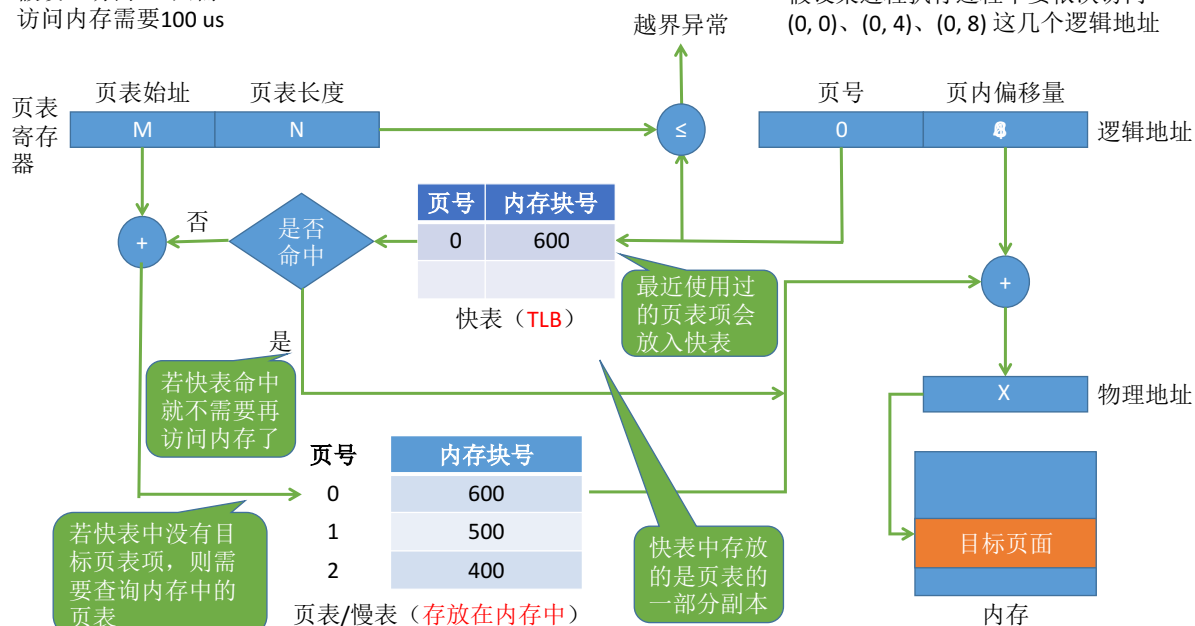 访问内存需要100 us
(0, 0)、(0, 4)、(0, 8) 这几个逻辑地址
越界异常
页表始址
页表长度
页号
页内偏移量
页表
寄存
器
M
N
≤
0
逻辑地址
页号
内存块号
0
600
快表（TLB）
+
否
是否
命中
是
最近使用过
的页表项会
放入快表
+
若快表命中
就不需要再
访问内存了
X
物理地址
页号
内存块号
0
600
1
500
2
400
页表/慢表（存放在内存中）
若快表中没有目
标页表项，则需
要查询内存中的
页表
快表中存放
的是页表的
一部分副本
目标页面
内存